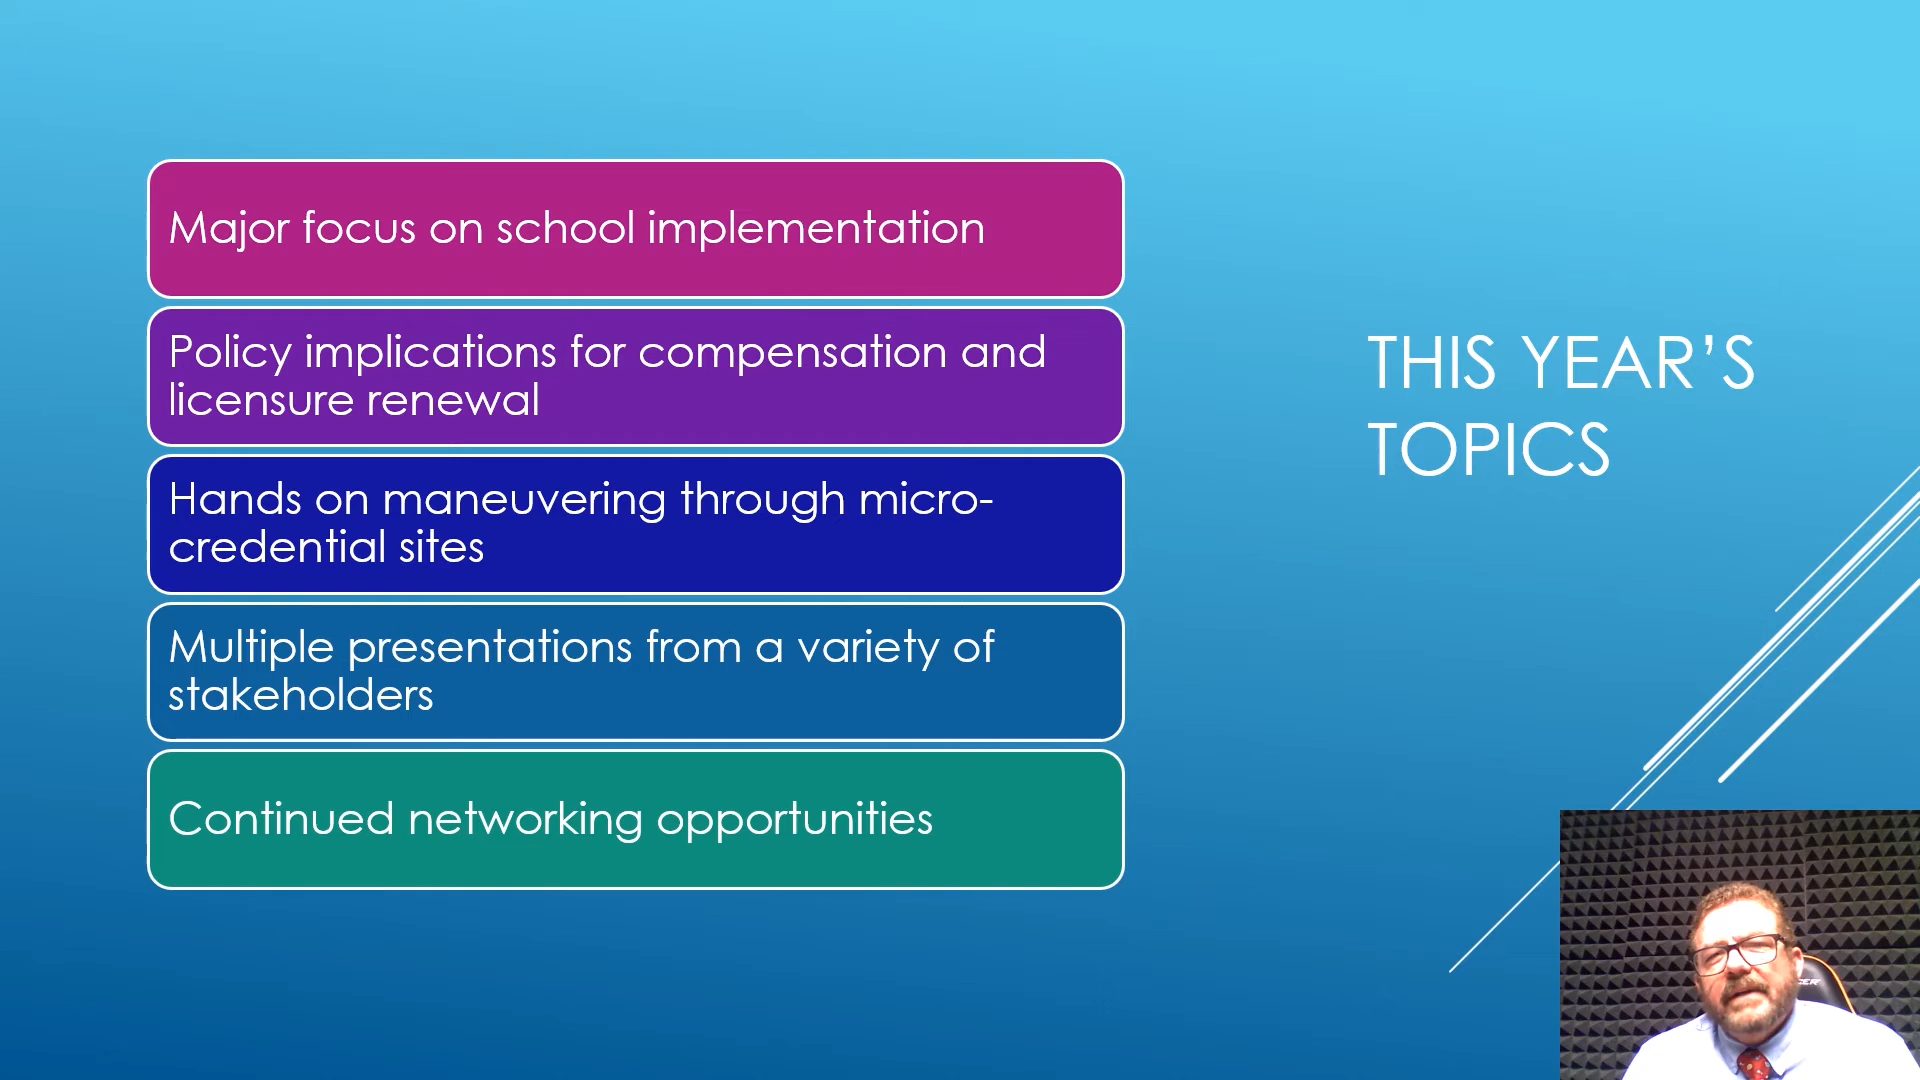 Major focus on school implementation
Policy implications for compensation and
licensure renewal
Hands on maneuvering through micro-
credential sites
Multiple presentations from a variety of
stakeholders
Continued networking opportunities
THIS YEAR’S
TOPICS